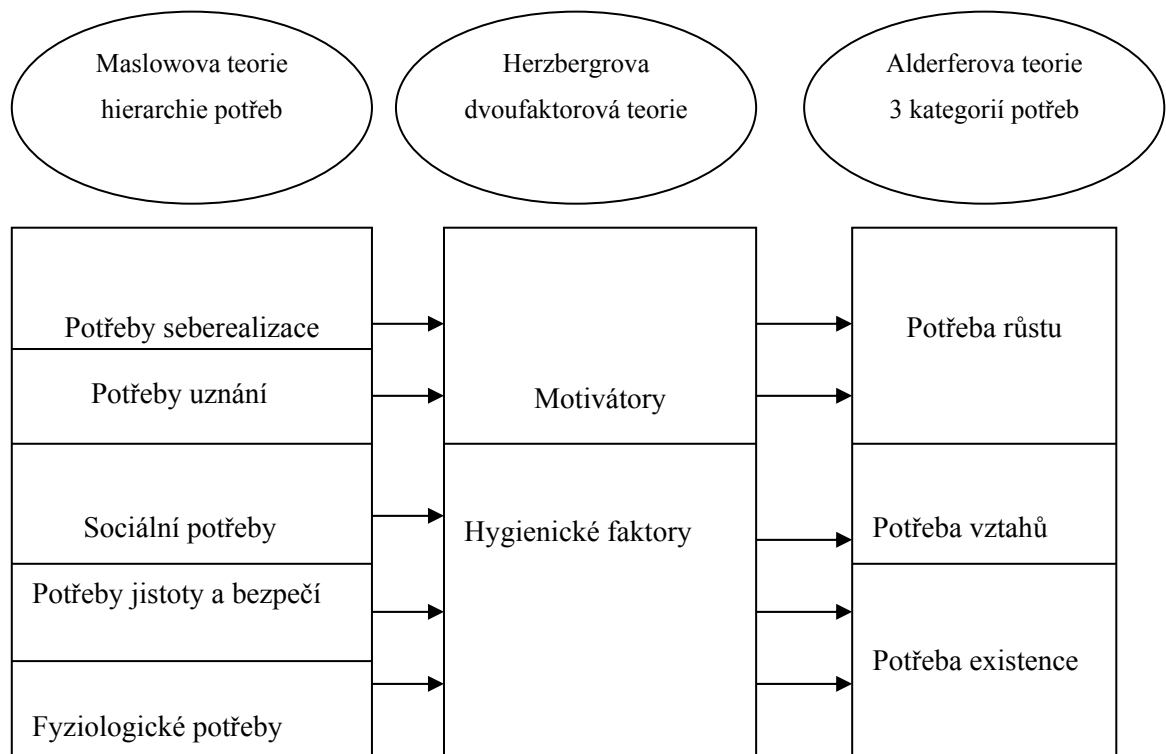 Maslowova teorie
hierarchie potřeb
Herzbergrova
dvoufaktorová teorie
Alderferova teorie
3 kategorií potřeb
Potřeby seberealizace
Potřeby uznání
Sociální potřeby
Potřeby jistoty a bezpečí
Fyziologické potřeby
Motivátory
Hygienické faktory
Potřeba růstu
Potřeba vztahů
Potřeba existence